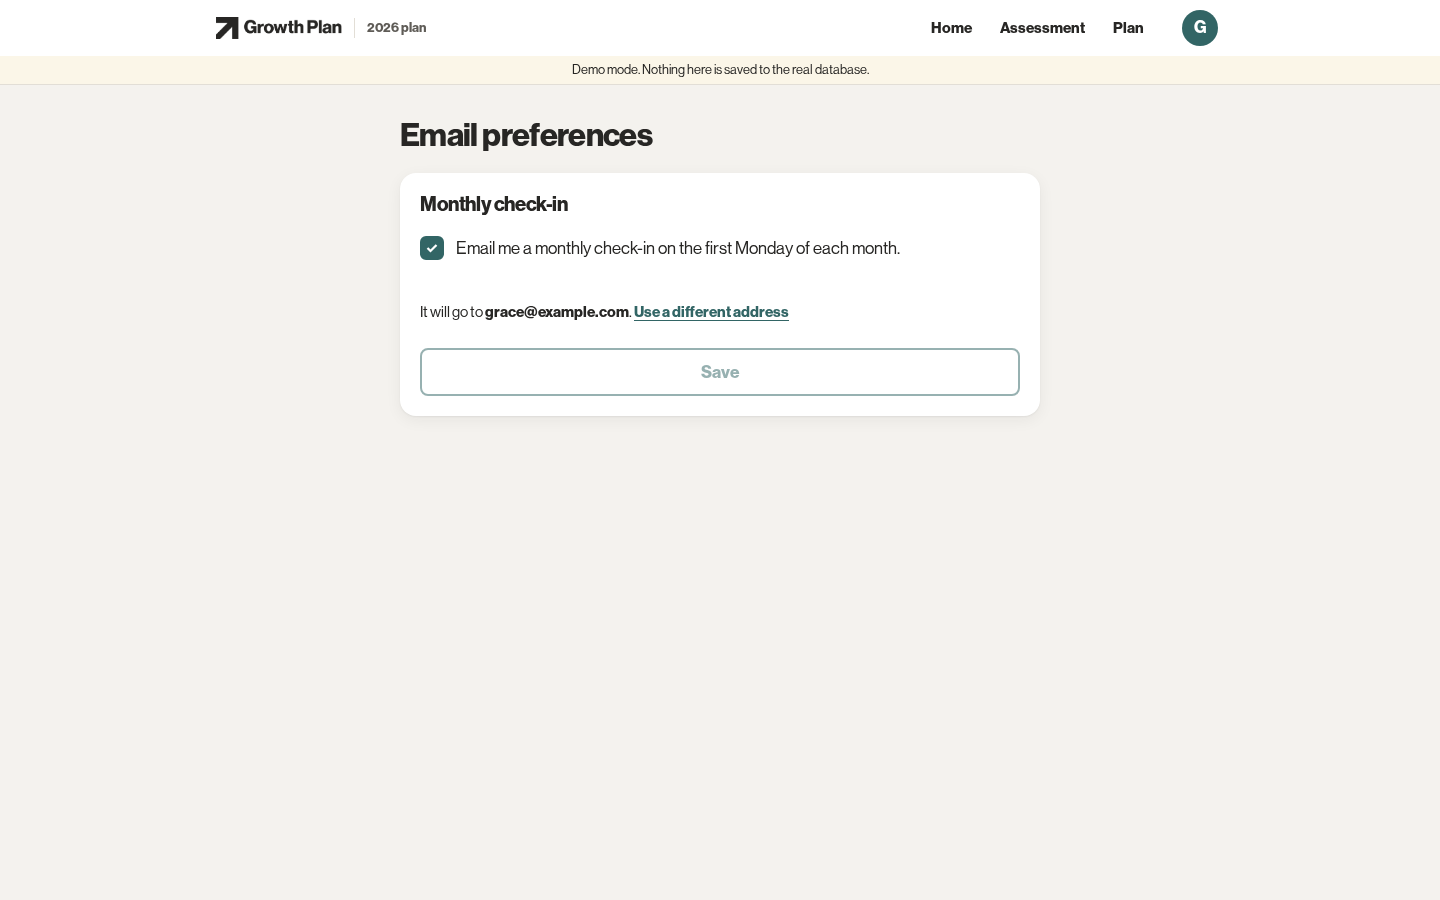 Growth Plan
2026 plan
Home
Assessment
Plan
G
Demo mode. Nothing here is saved to the real database.
Email preferences
Monthly check-in
Email me a monthly check-in on the first Monday of each month.
It will go to grace@example.com. Use a different address
Save